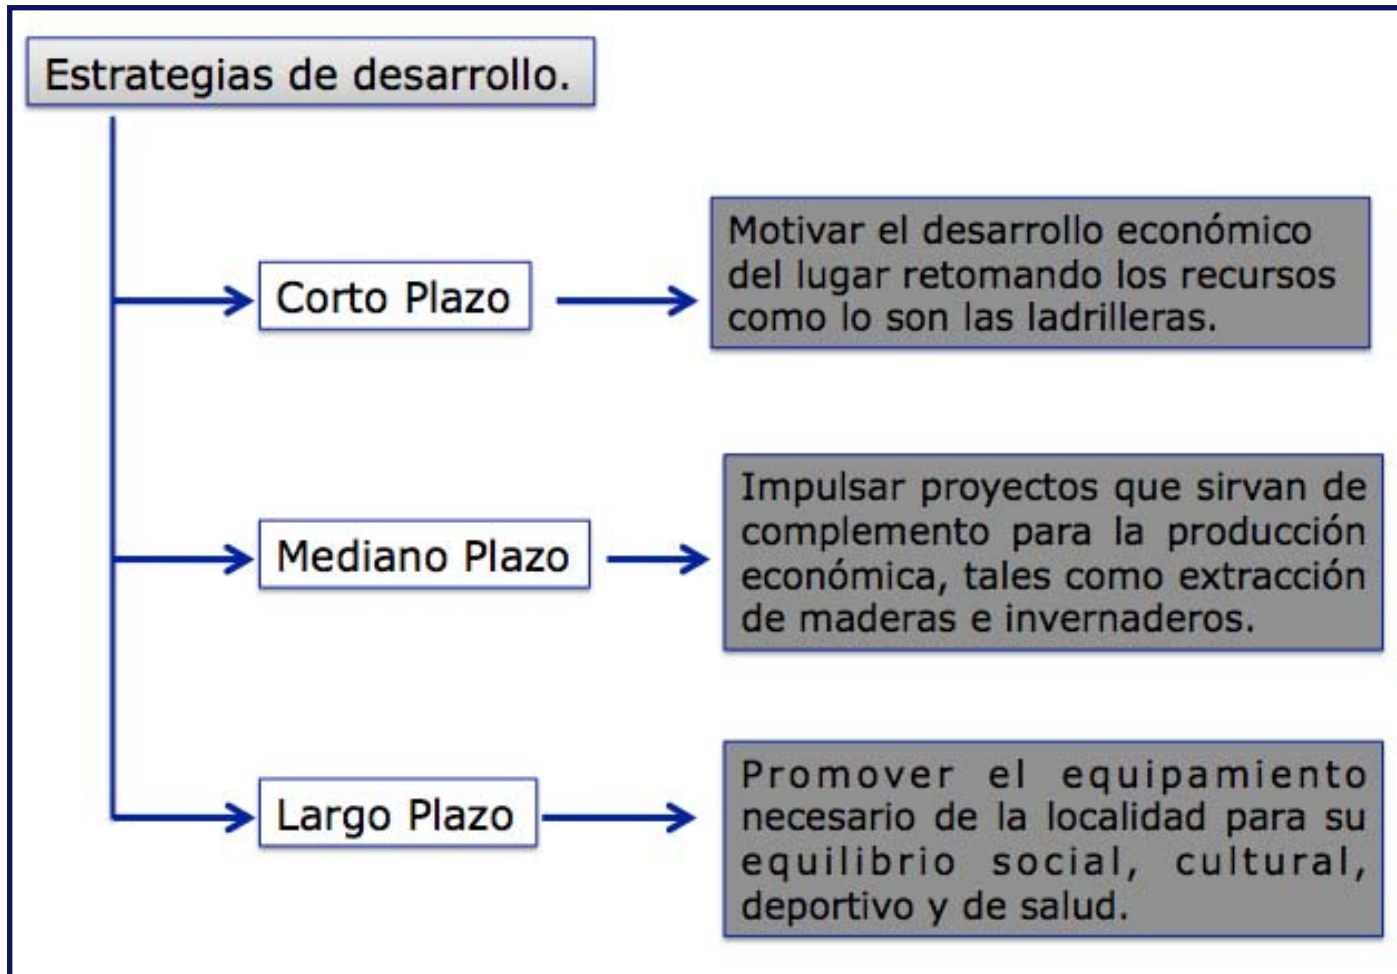 Estrategias de desarrollo.
Corto Plazo
Motivar el desarrollo económico
del lugar retomando los recursos
como lo son las ladrilleras.
Mediano Plazo
Impulsar proyectos que sirvan de
complemento para la producción
económica, tales como extracción
de maderas e invernaderos.
Largo Plazo
Promover el equipamiento
necesario de la localidad para su
equilibrio social, cultural,
deportivo y de salud.